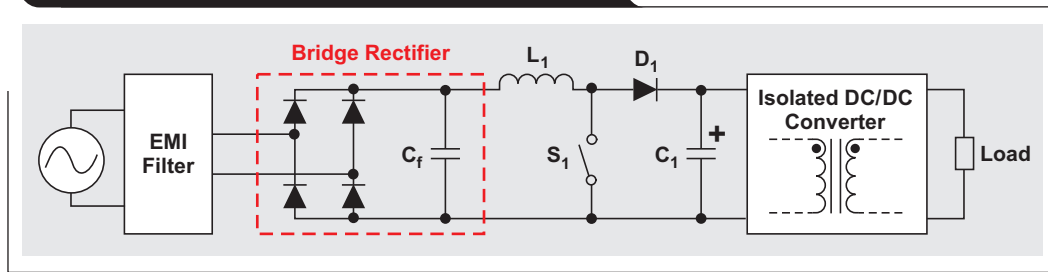 Bridge Rectifier
L1
D1
EMI
Filter
Cf
S1
C1
+
Isolated DC/DC
Converter
Load